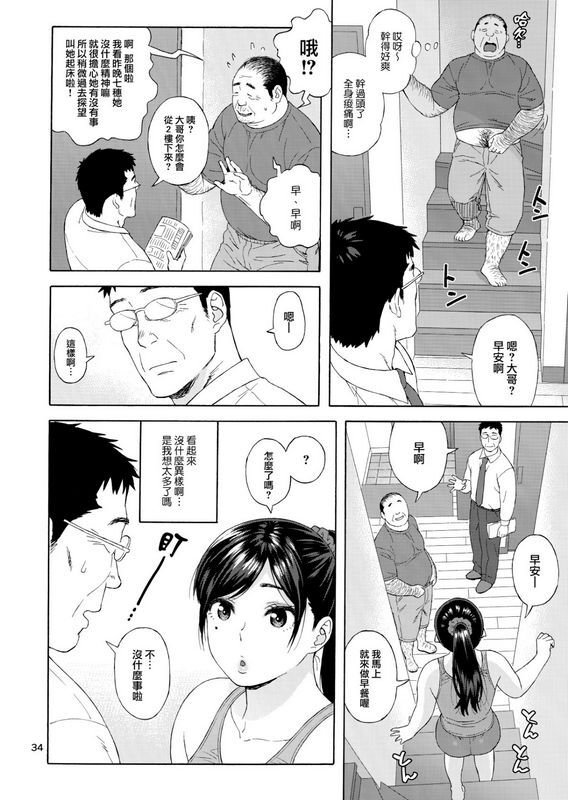 哈…
哎呀～
幹得好爽
幹過頭了
全身痠痛啊…
トン
トン
嗯？大哥？
早安啊
哦!?
早、早啊
咦？
大哥你怎麼會
從2樓下來？
啊 那個啦
我看昨晚七穗她
沒什麼精神嘛
就很擔心她有沒有事
所以稍微過去探望
叫她起床啦！
嗯ー
這樣啊…
早啊
早安ー
我馬上
就來做早餐喔
とん
とん
？
怎麼了嗎？
看起來
沒什麼異樣啊…
是我想太多了嗎
盯ー
不…
沒什麼事啦
34